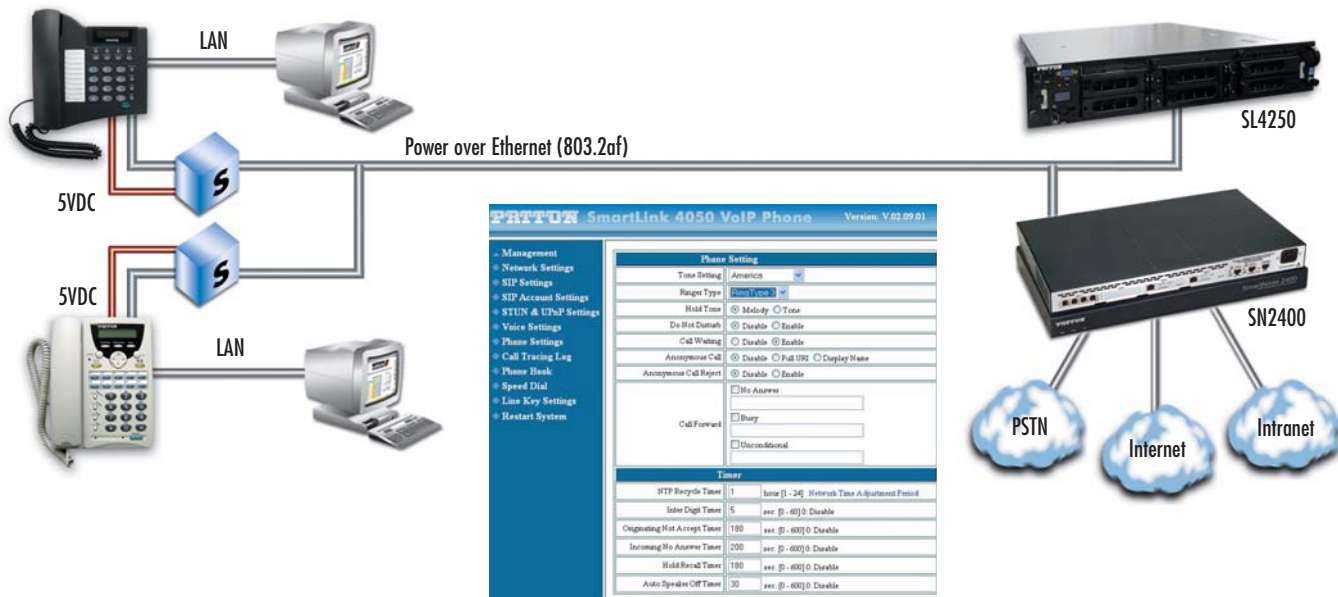 LAN
SL4250
Power over Ethernet (803.2af)
5VDC
5VDC
LAN
SN2400
PSTN
Internet
Intranet
PATTON SmartLink 4050 VoIP Phone Version: V.02.09.01
Management
Network Settings
SIP Settings
SIP Account Settings
STUN & UPnP Settings
Voice Settings
Phone Settings
Call Tracing Log
Phone Book
Speed Dial
Line Key Settings
Restart System
Phone Setting
Tone Setting America
Ringer Type RingType
Hold Tone Melody Tone
Do Not Disturb Disable Enable
Call Waiting Disable Enable
Anonymous Call Disable Full URI Display Name
Anonymous Call Reject Disable Enable
Call Forward
No Answer
Busy
Unconditional
Timer
NTP Recycle Timer 1 hour [1 - 24] Network Time Adjustment Period
Inter Digit Timer 5 sec. [0 - 60] 0: Disable
Originating Not Accept Timer 180 sec. [0 - 600] 0: Disable
Incoming No Answer Timer 200 sec. [0 - 600] 0: Disable
Hold Recall Timer 180 sec. [0 - 600] 0: Disable
Auto Speaker Off Timer 30 sec. [0 - 600] 0: Disable